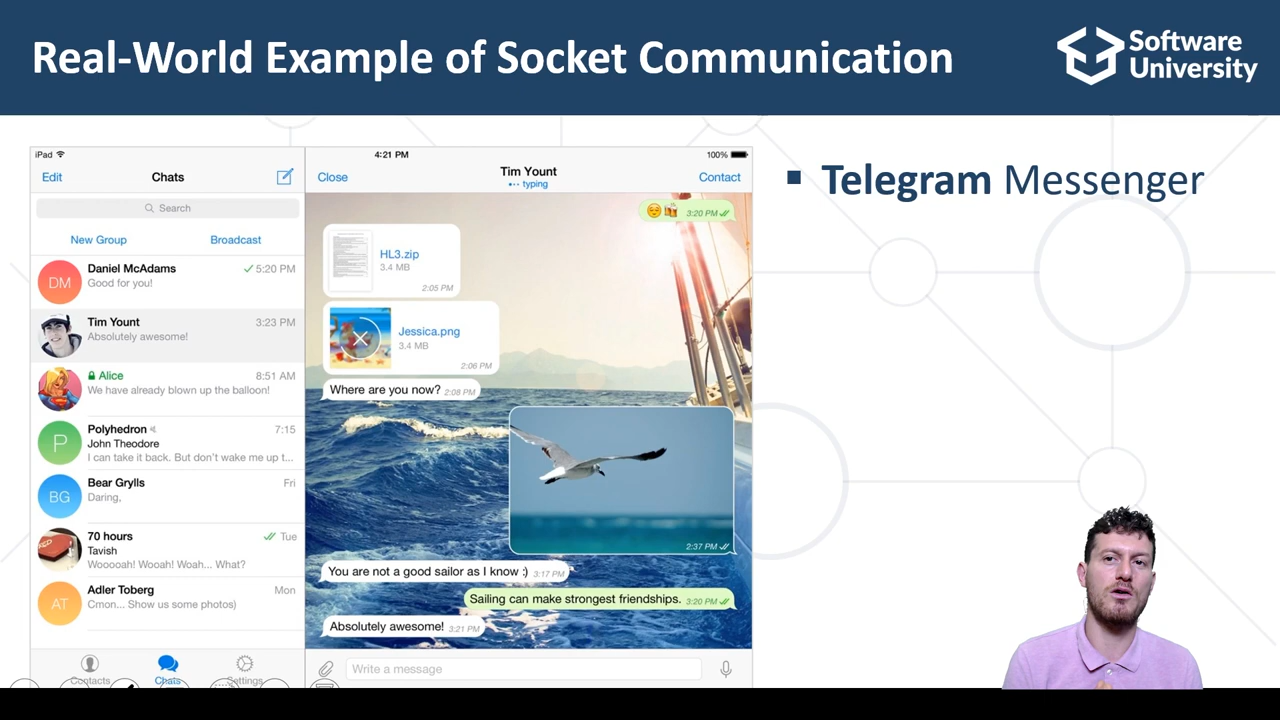 Real-World Example of Socket Communication
Software
University
iPad
4:21 PM
100%
Edit
Chats
Close
Tim Yount
typing
Contact
Search
New Group
Broadcast
DM
Daniel McAdams
5:20 PM
Good for you!
Tim Yount
3:23 PM
Absolutely awesome!
Alice
8:51 AM
We have already blown up the balloon!
P
Polyhedron
7:15
John Theodore
I can take it back. But don't wake me up t...
BG
Bear Grylls
Fri
Daring,
70 hours
Tue
Tavish
Wooooah! Wooah! Woah... What?
AT
Adler Toberg
Mon
Cmon... Show us some photos)
Contacts
Chats
Settings
3:20 PM
HL3.zip
3.4 MB
2:05 PM
Jessica.png
3.4 MB
2:06 PM
Where are you now? 2:08 PM
2:37 PM
You are not a good sailor as I know :) 3:17 PM
Sailing can make strongest friendships. 3:20 PM
Absolutely awesome! 3:21 PM
Write a message
▪ Telegram Messenger